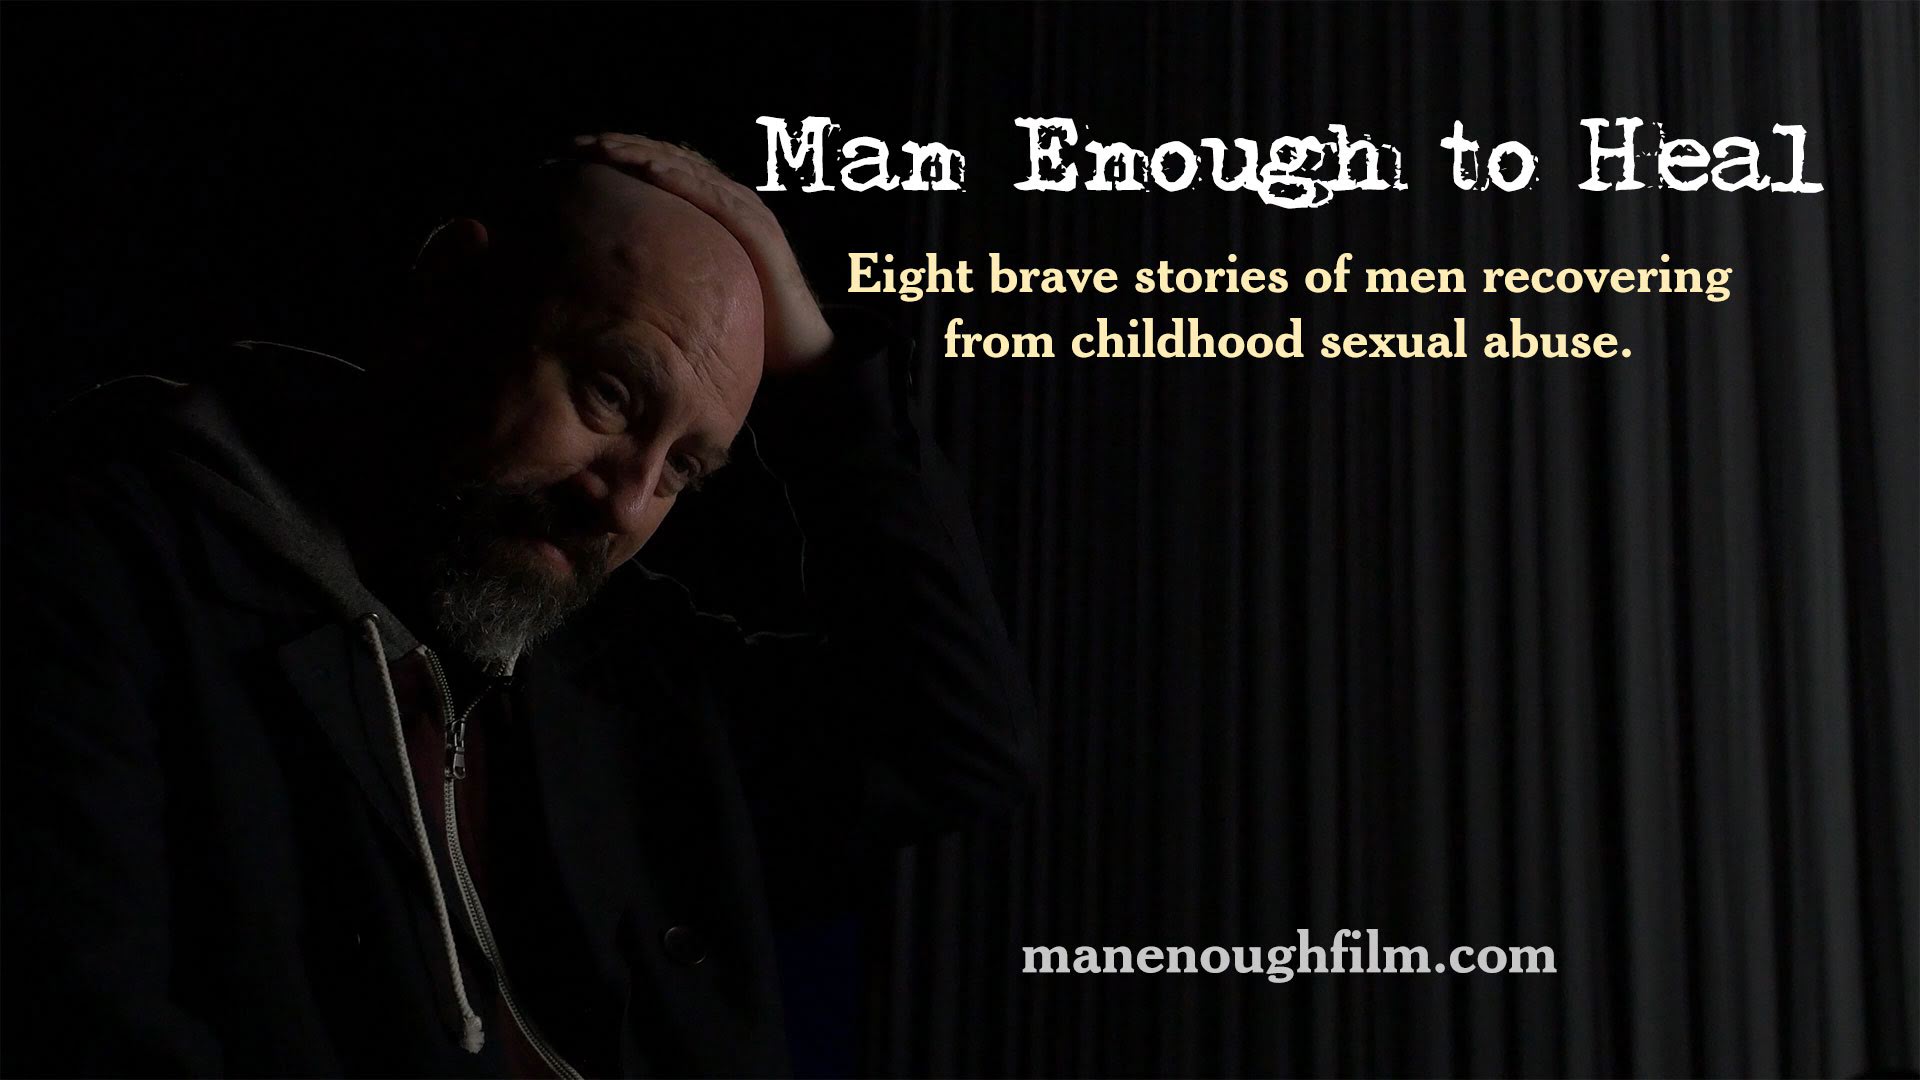 Man Enough to Heal
Eight brave stories of men recovering
from childhood sexual abuse.
manenoughfilm.com